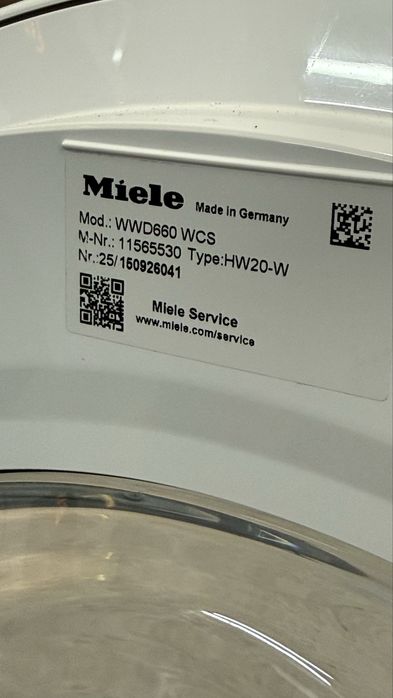 Miele Made in Germany
Mod.: WWD660 WCS
M-Nr.: 11565530 Type:HW20-W
Nr.:25/ 150926041
Miele Service
www.miele.com/service